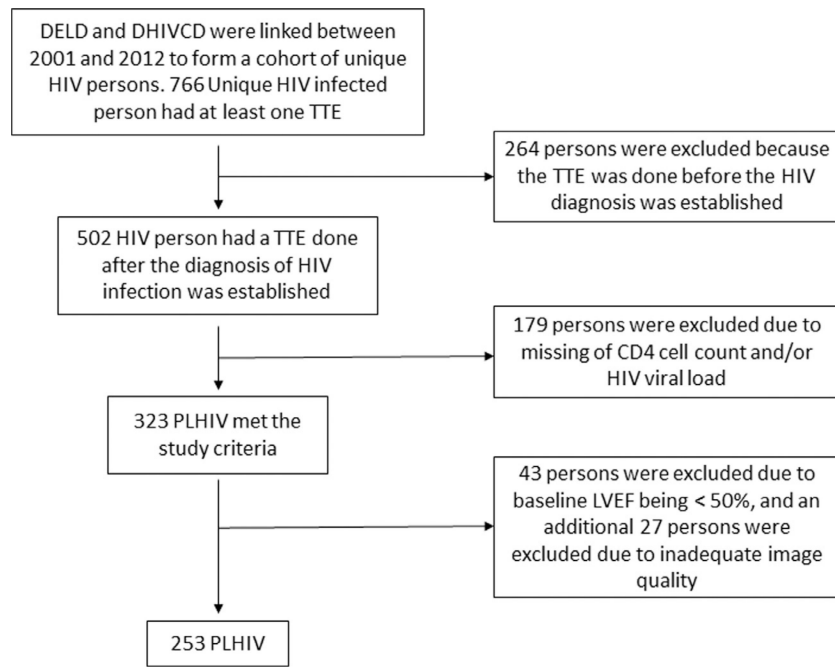 DELD and DHIVCD were linked between
2001 and 2012 to form a cohort of unique
HIV persons. 766 Unique HIV infected
person had at least one TTE
264 persons were excluded because
the TTE was done before the HIV
diagnosis was established
502 HIV person had a TTE done
after the diagnosis of HIV
infection was established
179 persons were excluded due to
missing of CD4 cell count and/or
HIV viral load
323 PLHIV met the
study criteria
43 persons were excluded due to
baseline LVEF being < 50%, and an
additional 27 persons were
excluded due to inadequate image
quality
253 PLHIV